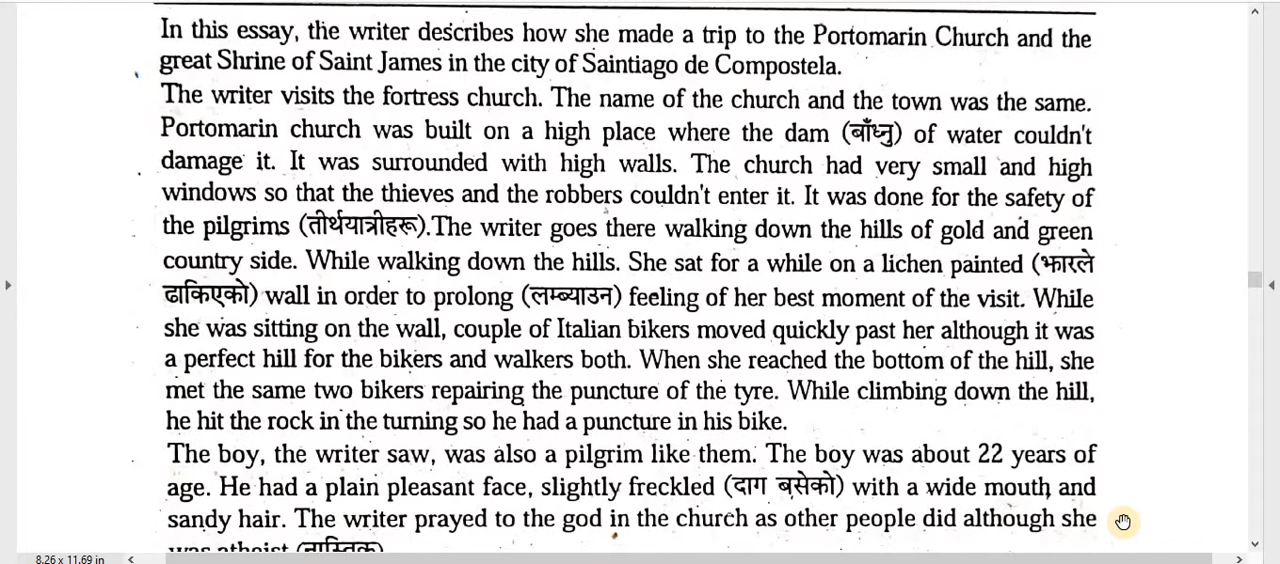 In this essay, the writer describes how she made a trip to the Portomarin Church and the
great Shrine of Saint James in the city of Saintiago de Compostela.
The writer visits the fortress church. The name of the church and the town was the same.
Portomarin church was built on a high place where the dam (बाँध्नु) of water couldn't
damage it. It was surrounded with high walls. The church had very small and high
windows so that the thieves and the robbers couldn't enter it. It was done for the safety of
the pilgrims (तीर्थयात्रीहरू).The writer goes there walking down the hills of gold and green
country side. While walking down the hills. She sat for a while on a lichen painted (झारले
ढाकिएको) wall in order to prolong (लम्ब्याउन) feeling of her best moment of the visit. While
she was sitting on the wall, couple of Italian bikers moved quickly past her although it was
a perfect hill for the bikers and walkers both. When she reached the bottom of the hill, she
met the same two bikers repairing the puncture of the tyre. While climbing down the hill,
he hit the rock in the turning so he had a puncture in his bike.
The boy, the writer saw, was also a pilgrim like them. The boy was about 22 years of
age. He had a plain pleasant face, slightly freckled (दाग बसेको) with a wide mouth and
sandy hair. The writer prayed to the god in the church as other people did although she
was atheist (नास्तिक)
8.26 x 11.69 in